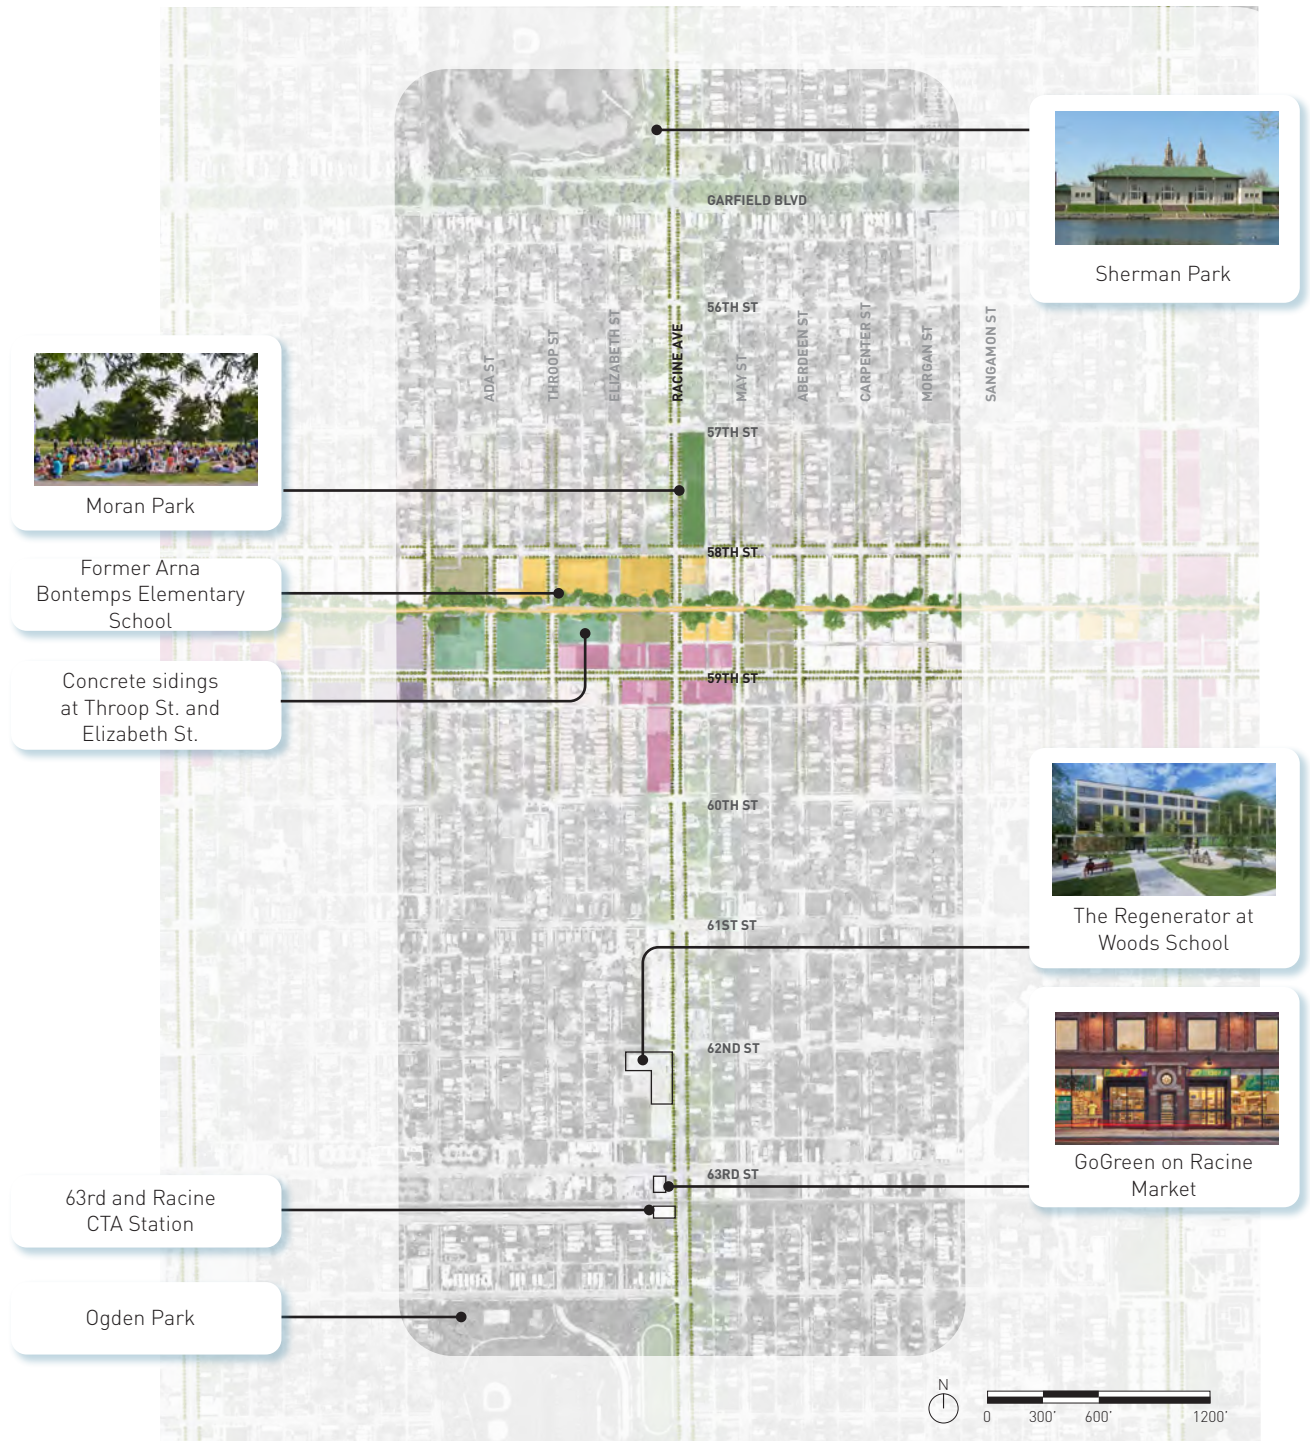 GARFIELD BLVD
Sherman Park
56TH ST
ADA ST
THROOP ST
ELIZABETH ST
RACINE AVE
MAY ST
ABERDEEN ST
CARPENTER ST
MORGAN ST
SANGAMON ST
57TH ST
Moran Park
58TH ST
Former Arna
Bontemps Elementary
School
59TH ST
Concrete sidings
at Throop St. and
Elizabeth St.
60TH ST
61ST ST
The Regenerator at
Woods School
62ND ST
63RD ST
GoGreen on Racine
Market
63rd and Racine
CTA Station
Ogden Park
N
0 300' 600' 1200'